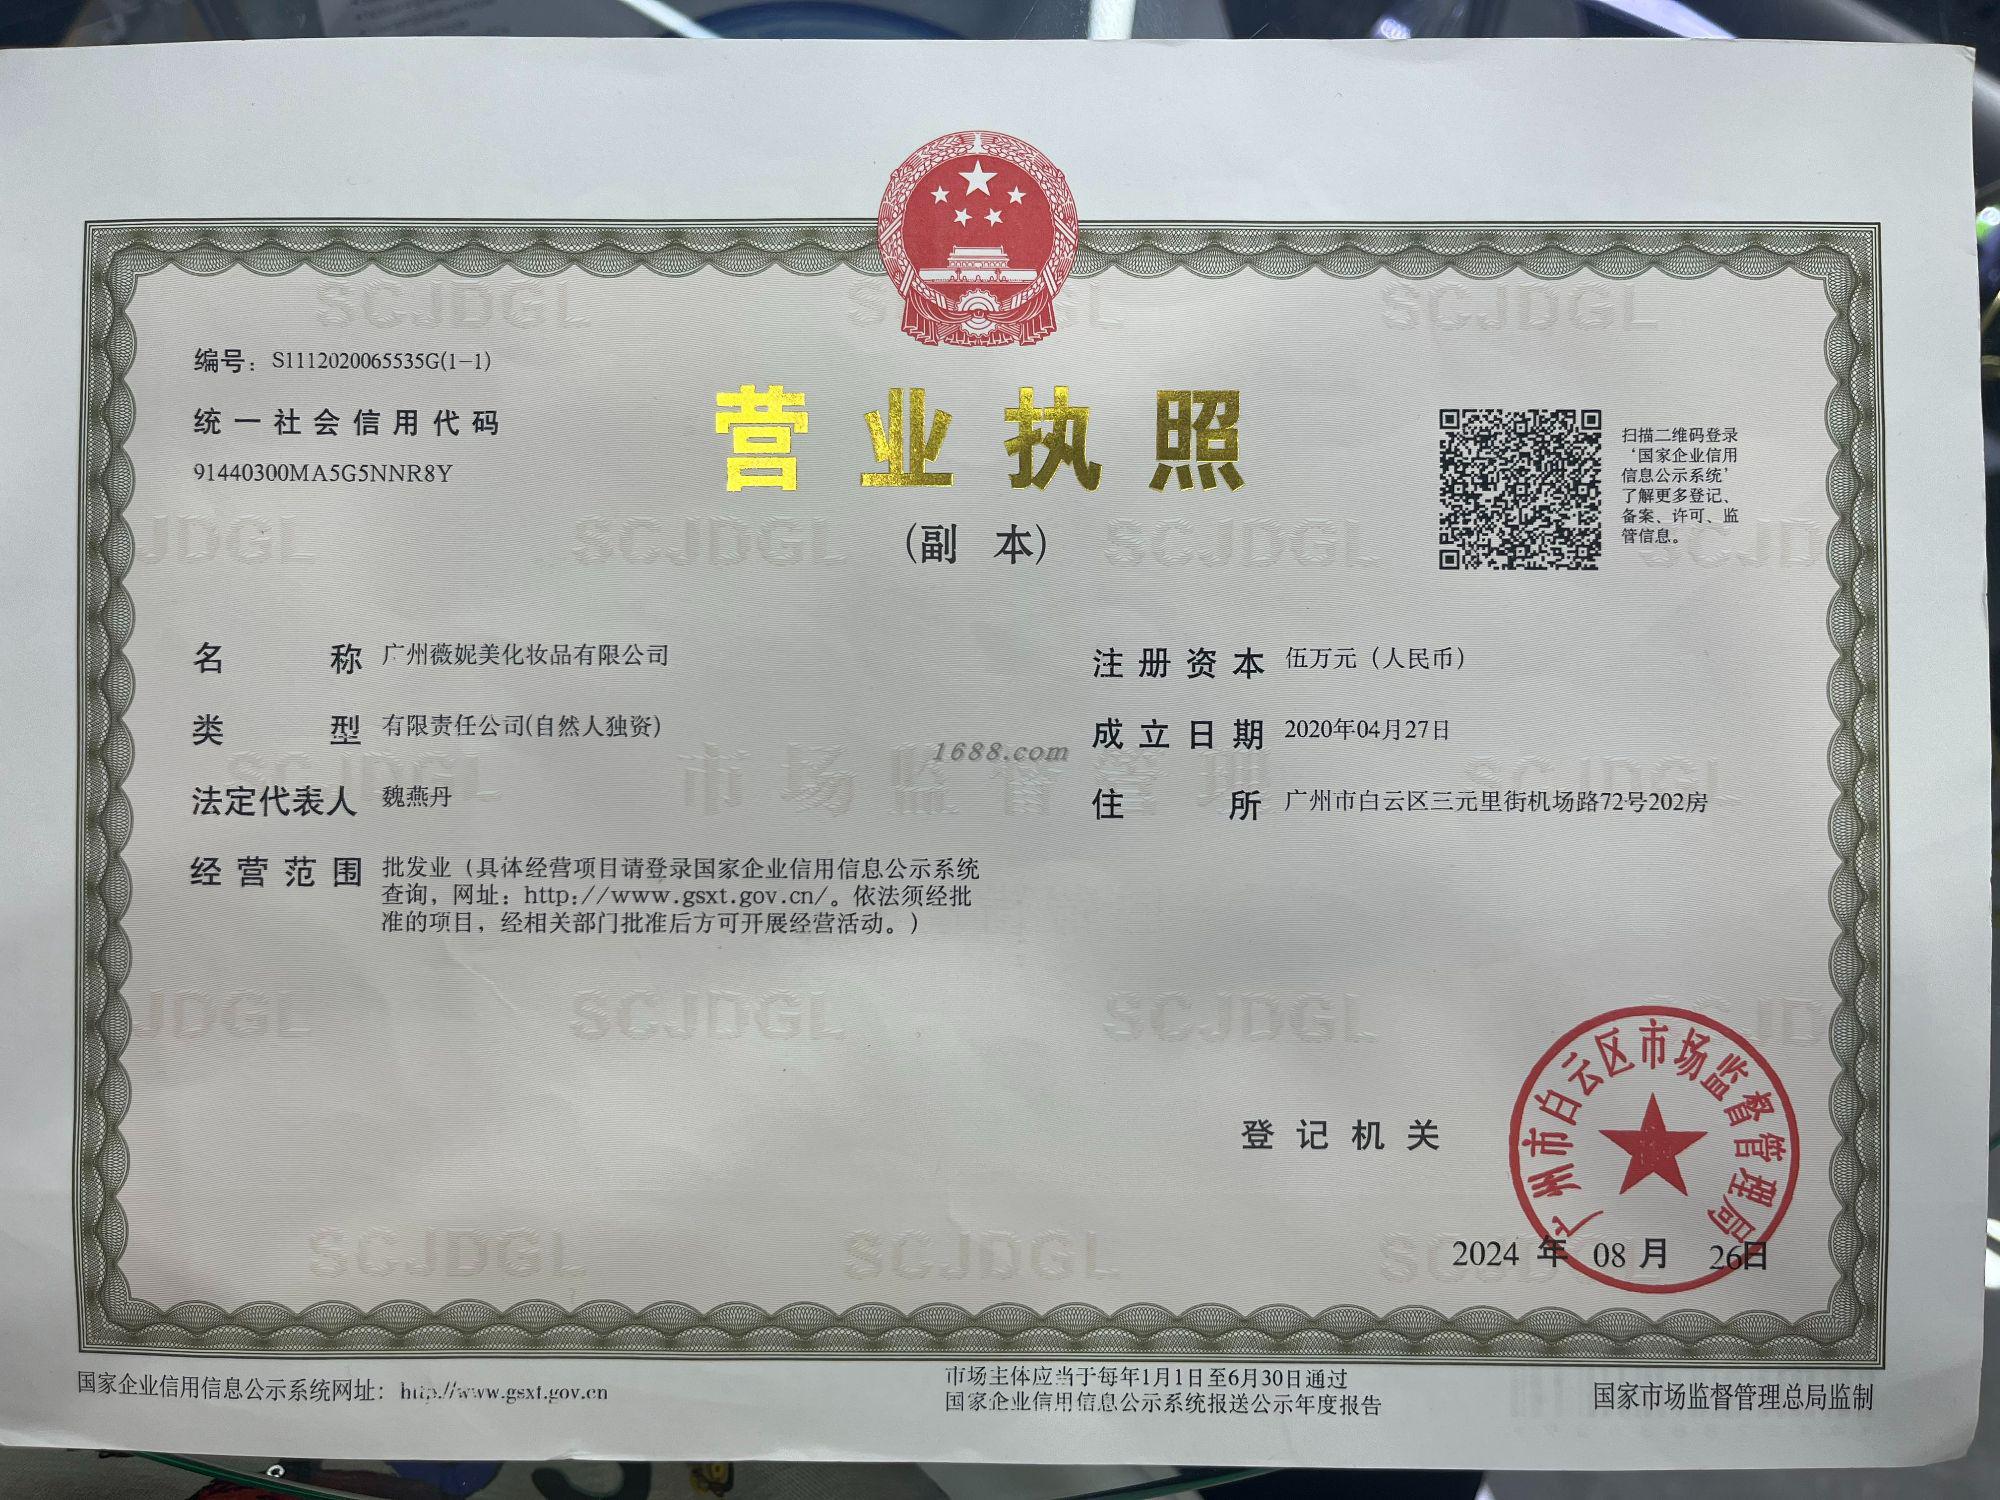 编号：S1112020065535G(1-1)
统一社会信用代码
91440300MA5G5NNR8Y
营业执照
(副 本)
扫描二维码登录
‘国家企业信用
信息公示系统’
了解更多登记、
备案、许可、监
管信息。
名称 广州薇妮美化妆品有限公司
类型 有限责任公司(自然人独资)
法定代表人 魏燕丹
经营范围 批发业（具体经营项目请登录国家企业信用信息公示系统
查询，网址：http://www.gsxt.gov.cn/。依法须经批
准的项目，经相关部门批准后方可开展经营活动。）
注册资本 伍万元（人民币）
成立日期 2020年04月27日
住所 广州市白云区三元里街机场路72号202房
1688.com
SCJDGL
市场监督管理
登记机关
广州市白云区市场监督管理局
2024 年 08 月 26日
国家企业信用信息公示系统网址：http://www.gsxt.gov.cn
市场主体应当于每年1月1日至6月30日通过
国家企业信用信息公示系统报送公示年度报告
国家市场监督管理总局监制